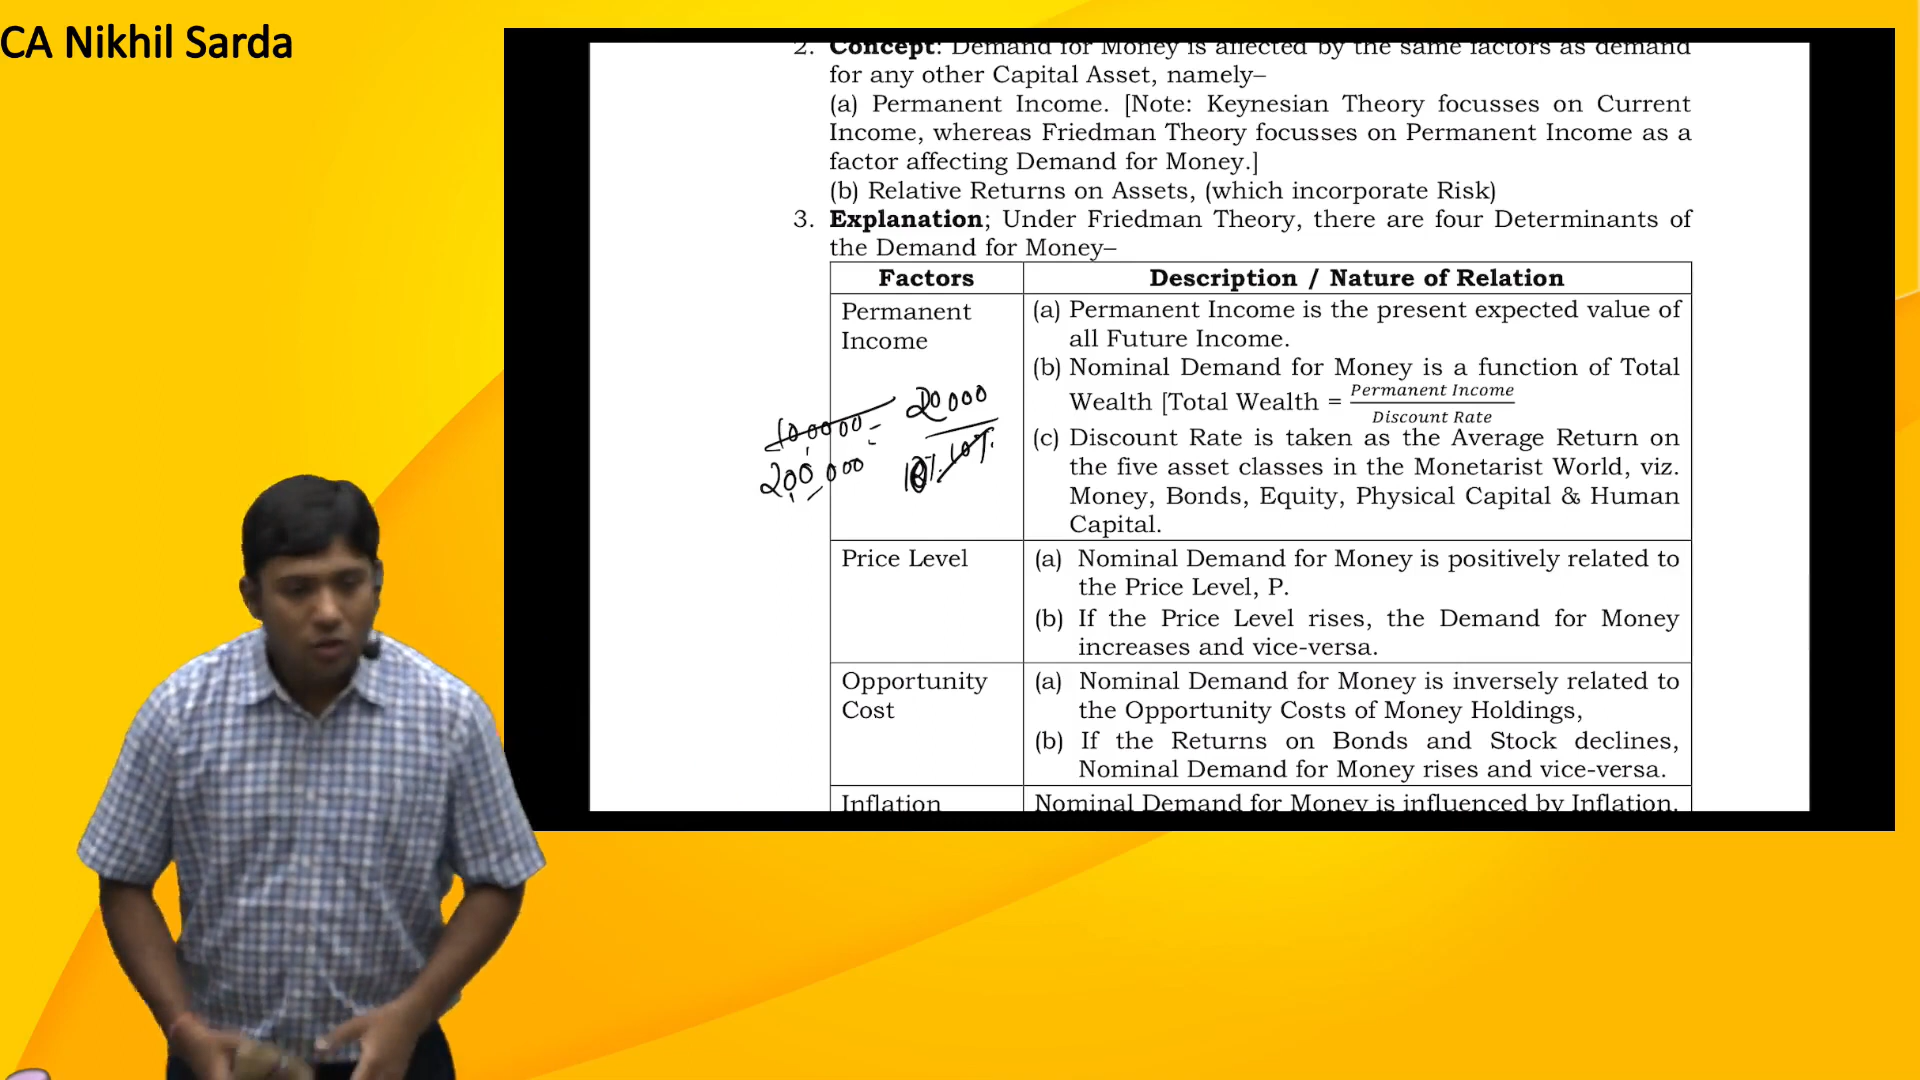 CA Nikhil Sarda
2. Concept: Demand for Money is affected by the same factors as demand
for any other Capital Asset, namely–
(a) Permanent Income. [Note: Keynesian Theory focusses on Current
Income, whereas Friedman Theory focusses on Permanent Income as a
factor affecting Demand for Money.]
(b) Relative Returns on Assets, (which incorporate Risk)
3. Explanation; Under Friedman Theory, there are four Determinants of
the Demand for Money–
Factors
Description / Nature of Relation
Permanent
Income
20000
100000
200,000
10%
(a) Permanent Income is the present expected value of
all Future Income.
(b) Nominal Demand for Money is a function of Total
Wealth [Total Wealth = Permanent Income
Discount Rate
(c) Discount Rate is taken as the Average Return on
the five asset classes in the Monetarist World, viz.
Money, Bonds, Equity, Physical Capital & Human
Capital.
Price Level
(a) Nominal Demand for Money is positively related to
the Price Level, P.
(b) If the Price Level rises, the Demand for Money
increases and vice-versa.
Opportunity
Cost
(a) Nominal Demand for Money is inversely related to
the Opportunity Costs of Money Holdings,
(b) If the Returns on Bonds and Stock declines,
Nominal Demand for Money rises and vice-versa.
Inflation
Nominal Demand for Money is influenced by Inflation.